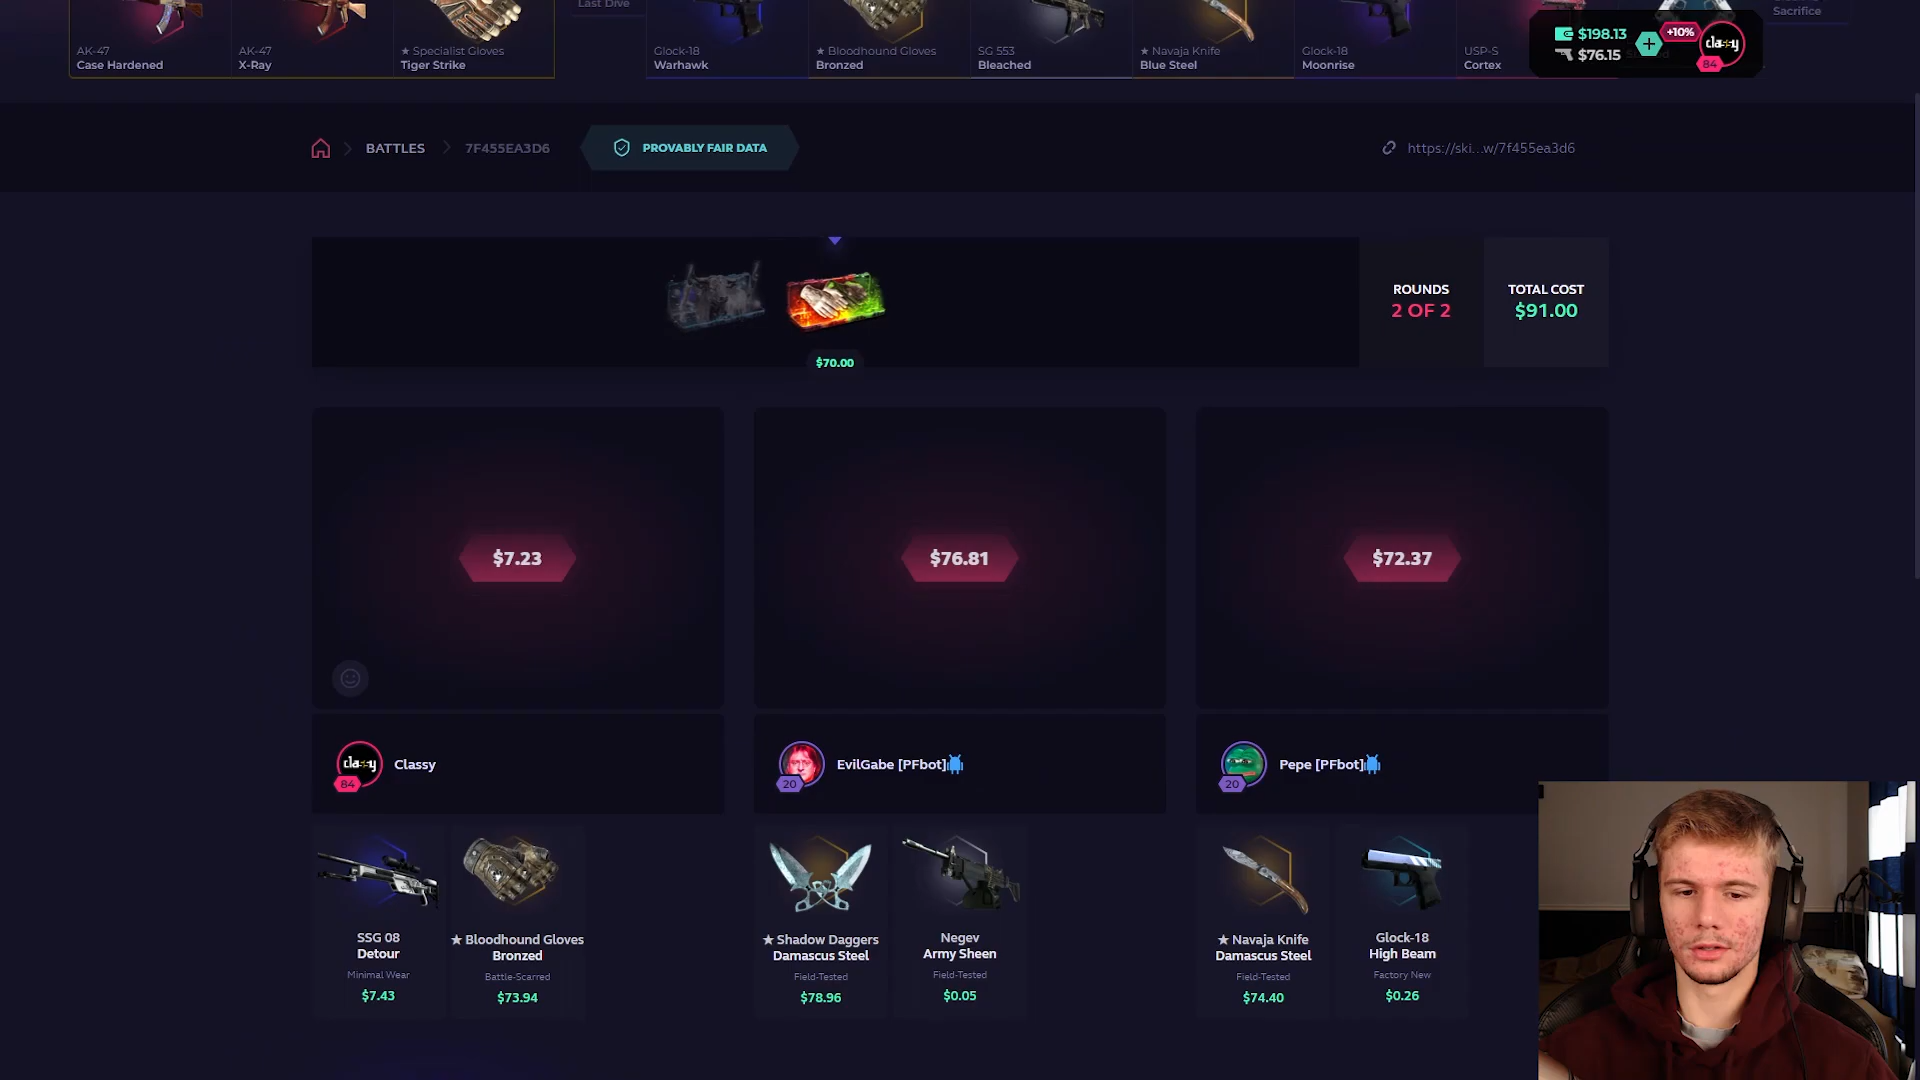 Last Dive
Sacrifice
AK-47
Case Hardened
AK-47
X-Ray
★ Specialist Gloves
Tiger Strike
Glock-18
Warhawk
★ Bloodhound Gloves
Bronzed
SG 553
Bleached
★ Navaja Knife
Blue Steel
Glock-18
Moonrise
USP-S
Cortex
$198.13
$76.15
+10%
classy
84
BATTLES
7F455EA3D6
PROVABLY FAIR DATA
https://ski...w/7f455ea3d6
ROUNDS
2 OF 2
TOTAL COST
$91.00
$70.00
$7.23
$76.81
$72.37
classy
84
Classy
20
EvilGabe [PFbot]
20
Pepe [PFbot]
SSG 08
Detour
Minimal Wear
$7.43
★ Bloodhound Gloves
Bronzed
Battle-Scarred
$73.94
★ Shadow Daggers
Damascus Steel
Field-Tested
$78.96
Negev
Army Sheen
Field-Tested
$0.05
★ Navaja Knife
Damascus Steel
Field-Tested
$74.40
Glock-18
High Beam
Factory New
$0.26